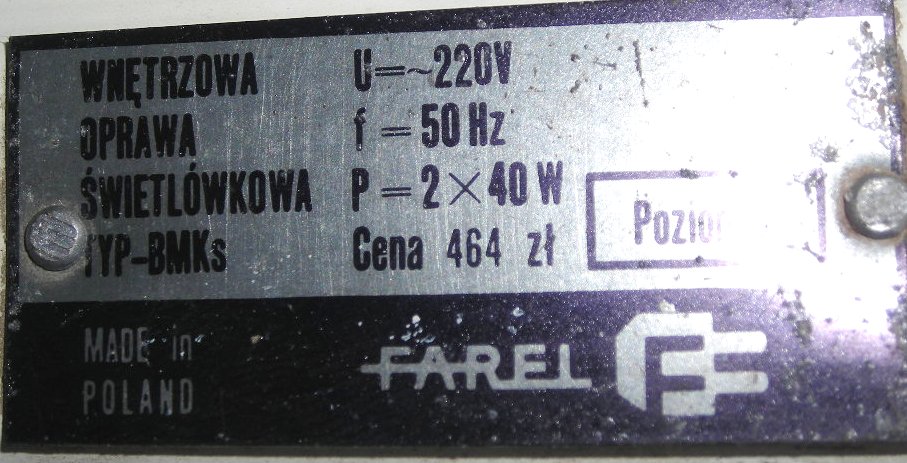 WNĘTRZOWA U=~220V
OPRAWA f=50 Hz
ŚWIETLÓWKOWA P=2×40 W
TYP-BMKs Cena 464 zł
MADE in
POLAND
FAREL